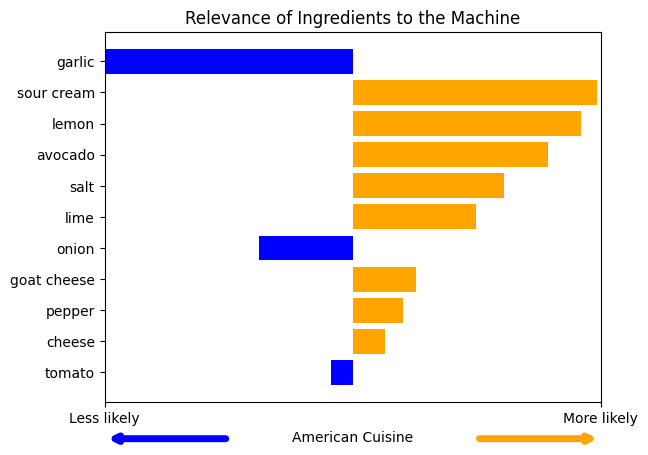 Relevance of Ingredients to the Machine
garlic
sour cream
lemon
avocado
salt
lime
onion
goat cheese
pepper
cheese
tomato
Less likely
More likely
American Cuisine